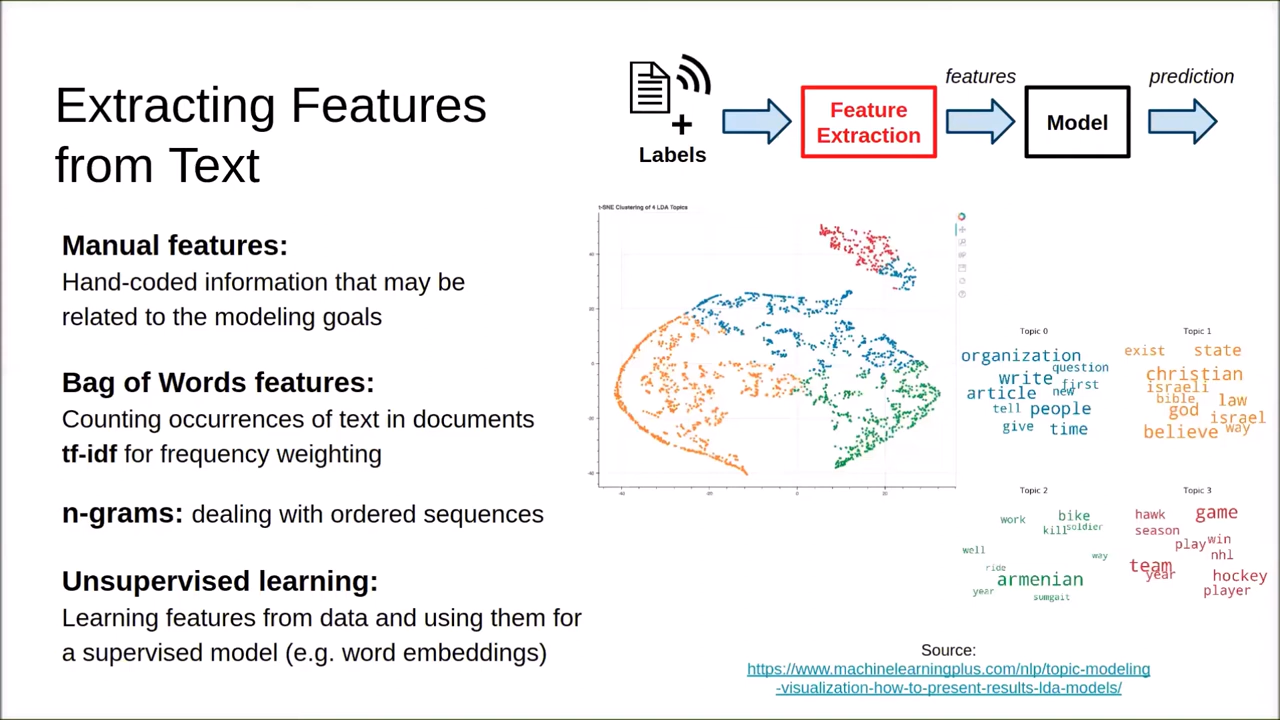 Extracting Features
from Text
features
prediction
Feature
Extraction
Model
+
Labels
Manual features:
Hand-coded information that may be
related to the modeling goals
Bag of Words features:
Counting occurrences of text in documents
tf-idf for frequency weighting
n-grams: dealing with ordered sequences
Unsupervised learning:
Learning features from data and using them for
a supervised model (e.g. word embeddings)
t-SNE Clustering of 4 LDA Topics
Topic 0
organization
question
write
first
article
new
tell
people
give
time
Topic 1
exist
state
christian
israeli
bible
law
god
israel
believe
way
Topic 2
work
bike
kill
soldier
well
way
ride
armenian
year
sumgait
Topic 3
hawk
game
season
play
win
nhl
team
year
hockey
player
Source:
https://www.machinelearningplus.com/nlp/topic-modeling
-visualization-how-to-present-results-lda-models/